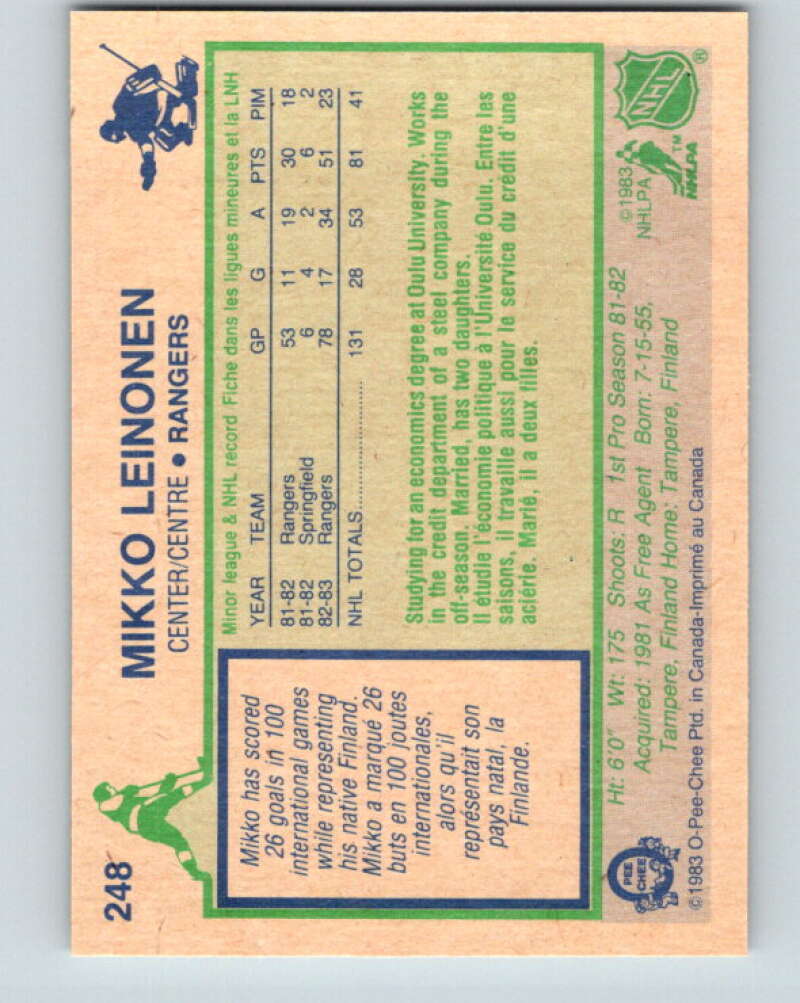 248
MIKKO LEINONEN
CENTER/CENTRE • RANGERS
Mikko has scored
26 goals in 100
international games
while representing
his native Finland.
Mikko a marqué 26
buts en 100 joutes
internationales,
alors qu'il
représentait son
pays natal, la
Finlande.
Minor league & NHL record Fiche dans les ligues mineures et la LNH
YEAR TEAM GP G A PTS PIM
81-82 Rangers 53 11 19 30 18
81-82 Springfield 6 4 2 6 2
82-83 Rangers 78 17 34 51 23
NHL TOTALS 131 28 53 81 41
Studying for an economics degree at Oulu University. Works
in the credit department of a steel company during the
off-season. Married, has two daughters.
Il étudie l'économie politique à l'Université Oulu. Entre les
saisons, il travaille aussi pour le service du crédit d'une
aciérie. Marié, il a deux filles.
Ht: 6'0" Wt: 175 Shoots: R 1st Pro Season 81-82
Acquired: 1981 As Free Agent Born: 7-15-55,
Tampere, Finland Home: Tampere, Finland
©1983 O-Pee-Chee Ptd. in Canada-Imprimé au Canada
O
PEE
CHEE
©1983
NHLPA
NHLPA
TM
NHL
®